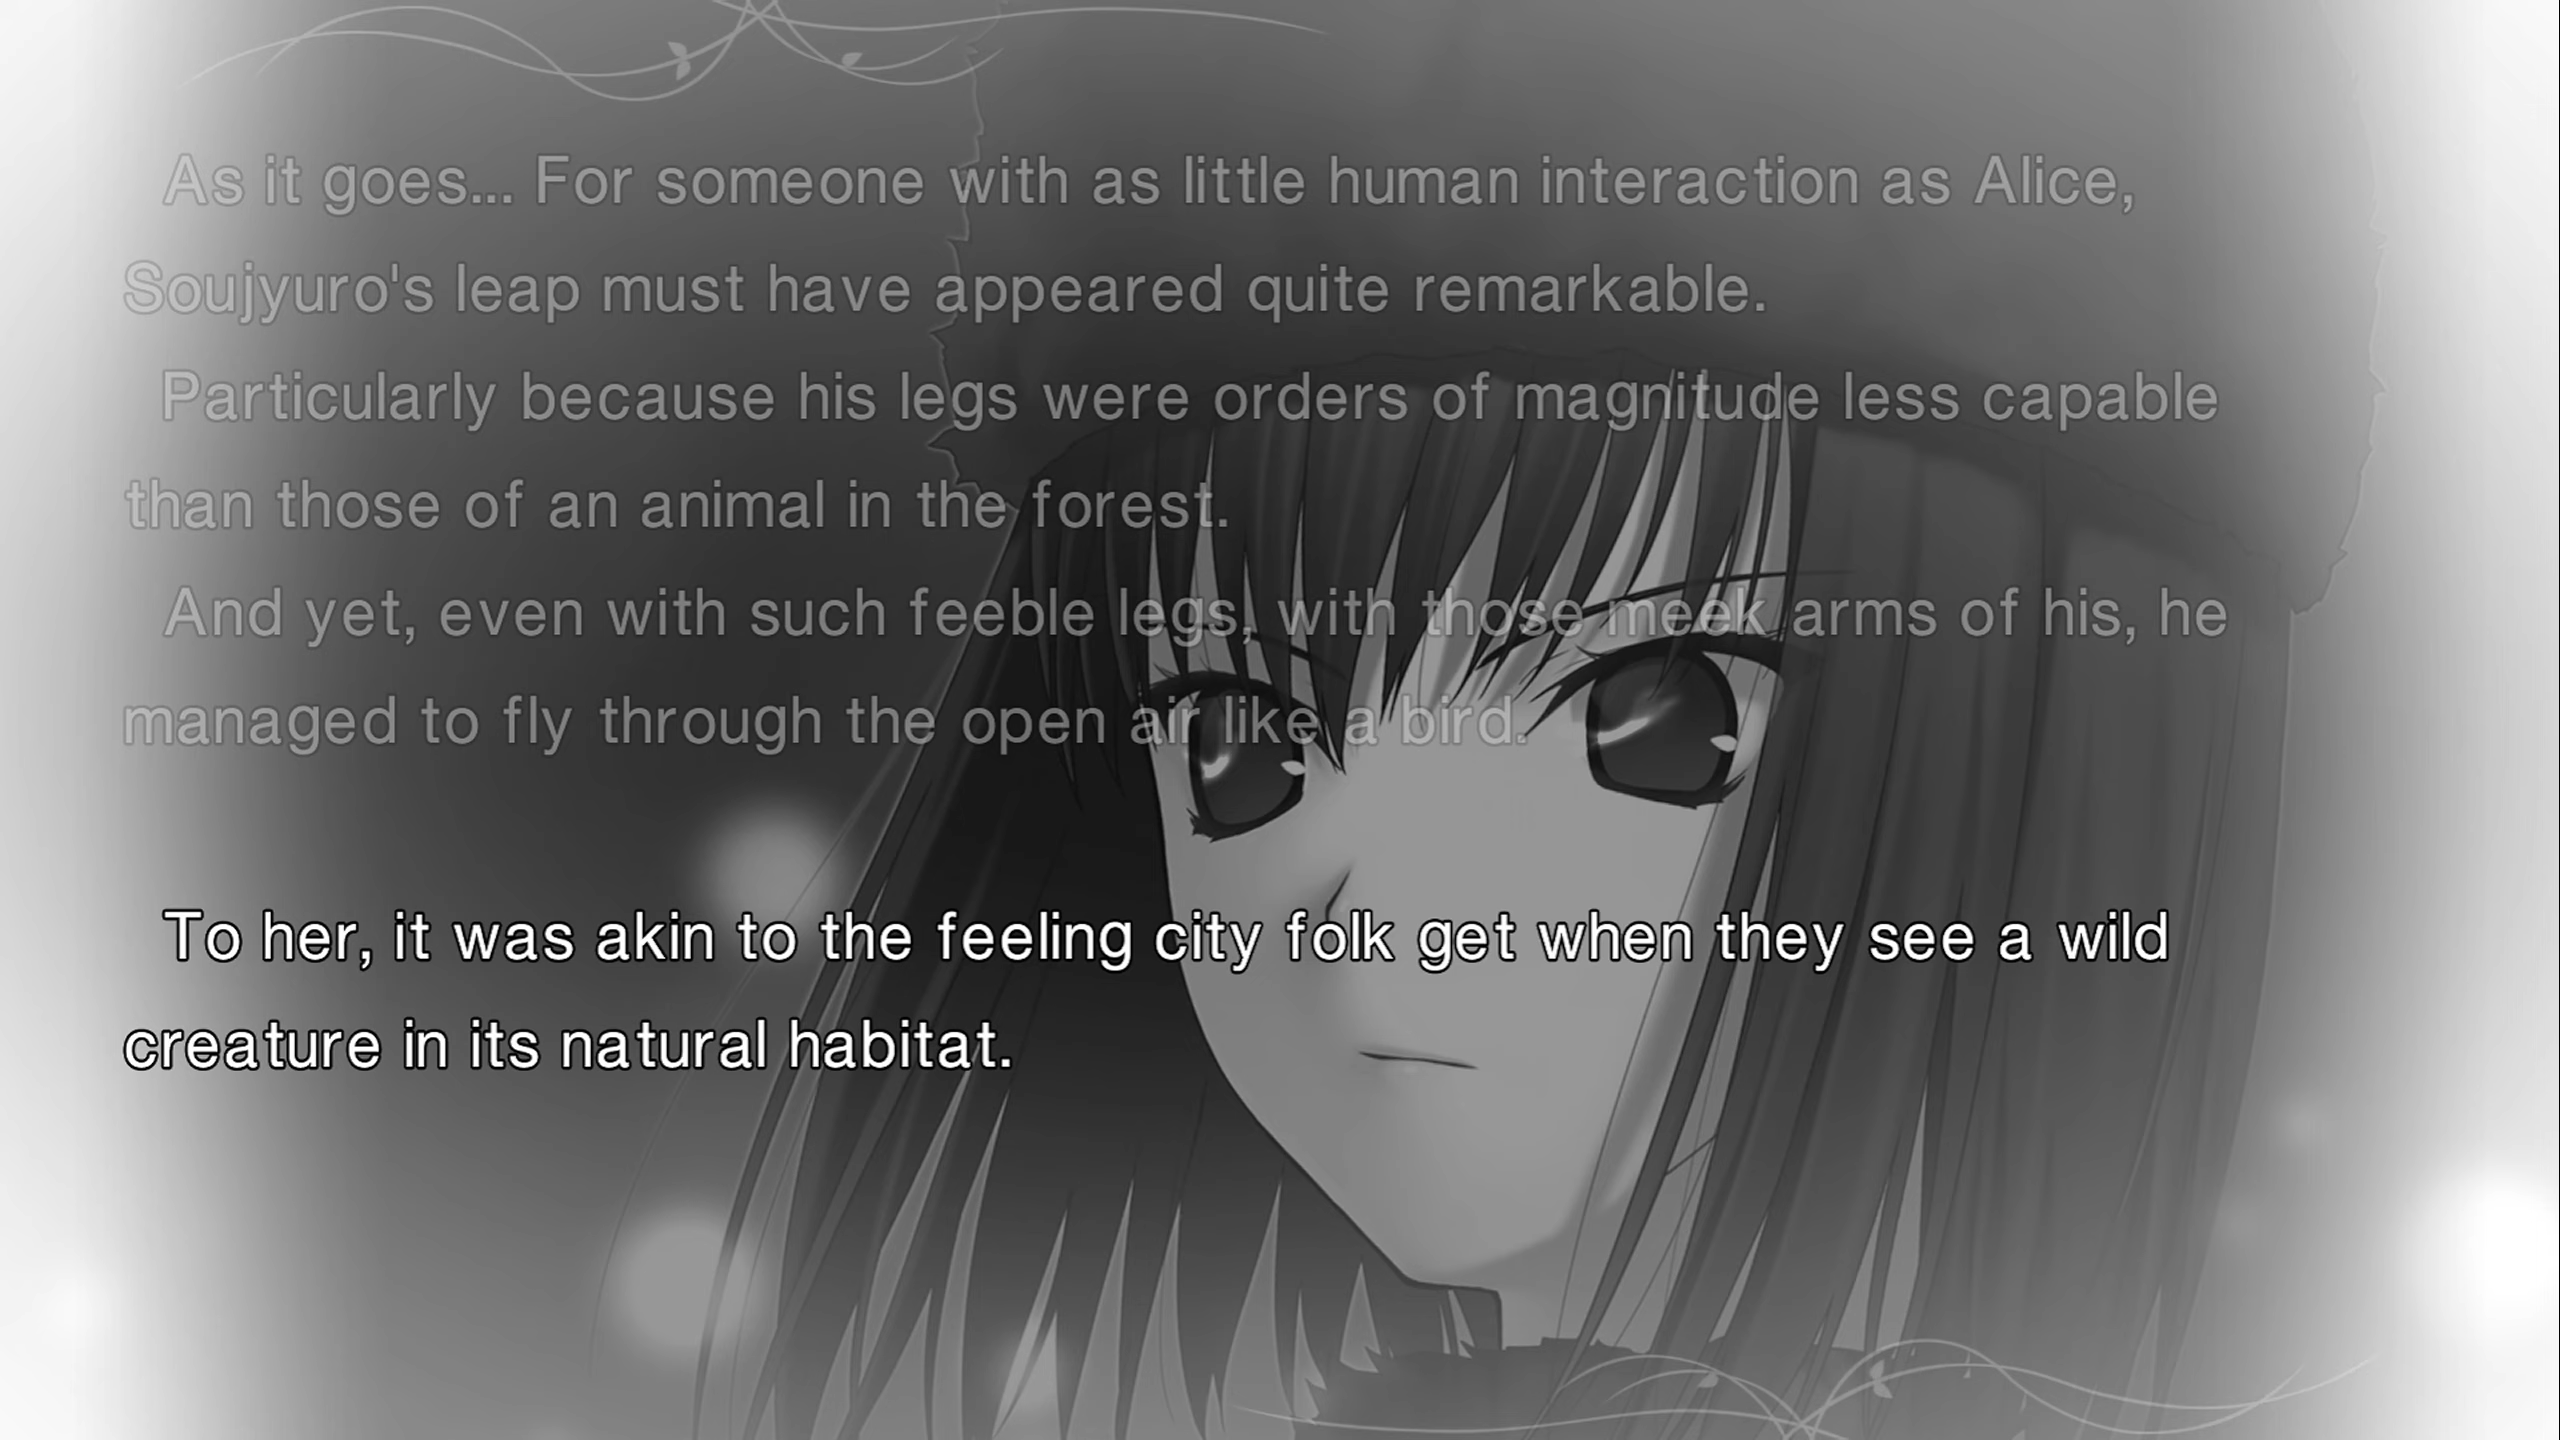 As it goes... For someone with as little human interaction as Alice,
Soujyuro's leap must have appeared quite remarkable.
Particularly because his legs were orders of magnitude less capable
than those of an animal in the forest.
And yet, even with such feeble legs, with those meek arms of his, he
managed to fly through the open air like a bird.
To her, it was akin to the feeling city folk get when they see a wild
creature in its natural habitat.